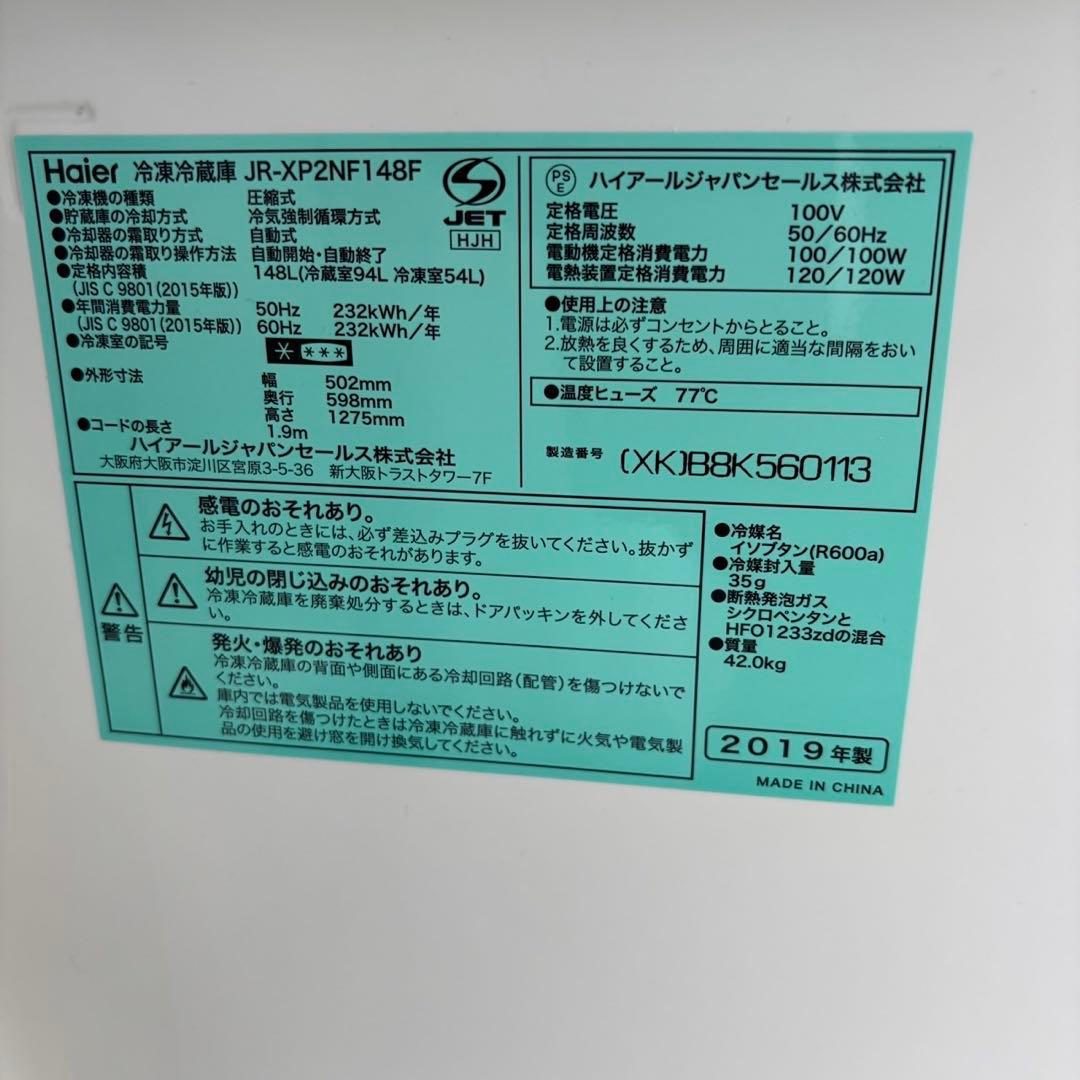 Haier 冷凍冷蔵庫 JR-XP2NF148F
●冷凍機の種類 圧縮式
●貯蔵庫の冷却方式 冷気強制循環方式
●冷却器の霜取り方式 自動式
●冷却器の霜取り操作方法 自動開始・自動終了
●定格内容積 148L(冷蔵室94L 冷凍室54L)
(JIS C 9801(2015年版))
●年間消費電力量 50Hz 232kWh/年
(JIS C 9801(2015年版)) 60Hz 232kWh/年
●冷凍室の記号 * ***
●外形寸法 幅 502mm
奥行 598mm
高さ 1275mm
●コードの長さ 1.9m
ハイアールジャパンセールス株式会社
大阪府大阪市淀川区宮原3-5-36 新大阪トラストタワー7F
JET
HJH
PS
E
ハイアールジャパンセールス株式会社
定格電圧 100V
定格周波数 50/60Hz
電動機定格消費電力 100/100W
電熱装置定格消費電力 120/120W
●使用上の注意
1.電源は必ずコンセントからとること。
2.放熱を良くするため、周囲に適当な間隔をおい
て設置すること。
●温度ヒューズ 77℃
製造番号 (XK)B8K560113
警告
感電のおそれあり。
お手入れのときには、必ず差込みプラグを抜いてください。抜かず
に作業すると感電のおそれがあります。
幼児の閉じ込みのおそれあり。
冷凍冷蔵庫を廃棄処分するときは、ドアパッキンを外してくださ
い。
発火・爆発のおそれあり
冷凍冷蔵庫の背面や側面にある冷却回路(配管)を傷つけないで
ください。
庫内では電気製品を使用しないでください。
冷却回路を傷つけたときは冷凍冷蔵庫に触れずに火気や電気製
品の使用を避け窓を開け換気してください。
●冷媒名
イソブタン(R600a)
●冷媒封入量
35g
●断熱発泡ガス
シクロペンタンと
HFO1233zdの混合
●質量
42.0kg
2019年製
MADE IN CHINA